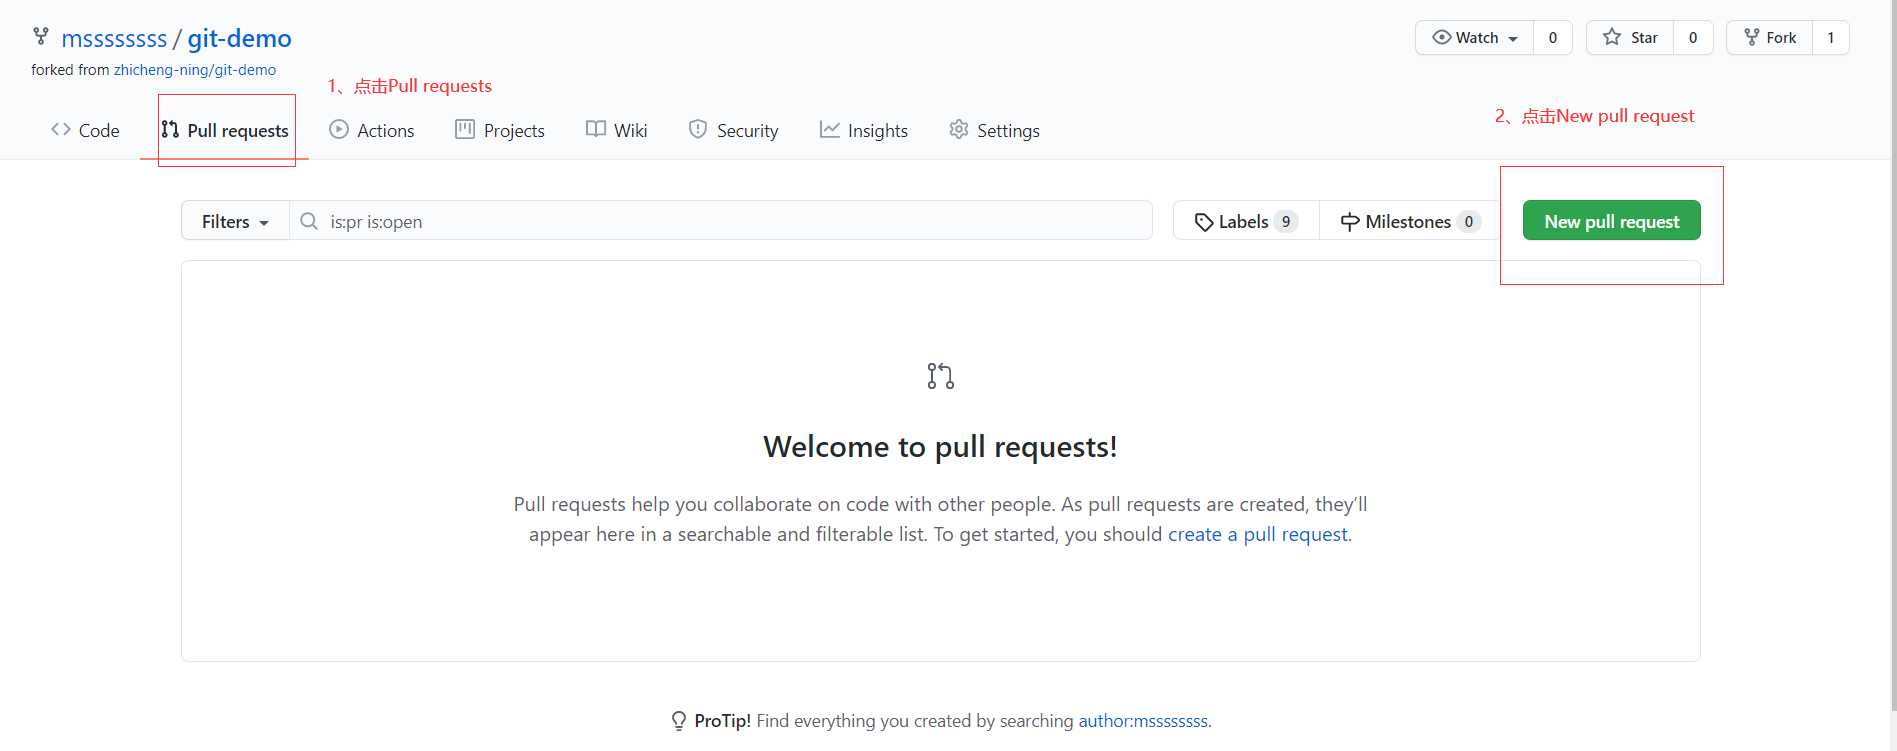 mssssssss / git-demo
Watch 0 Star 0 Fork 1
forked from zhicheng-ning/git-demo
1、点击Pull requests
2、点击New pull request
Code Pull requests Actions Projects Wiki Security Insights Settings
Filters is:pr is:open Labels 9 Milestones 0 New pull request
Welcome to pull requests!
Pull requests help you collaborate on code with other people. As pull requests are created, they’ll
appear here in a searchable and filterable list. To get started, you should create a pull request.
ProTip! Find everything you created by searching author:mssssssss.